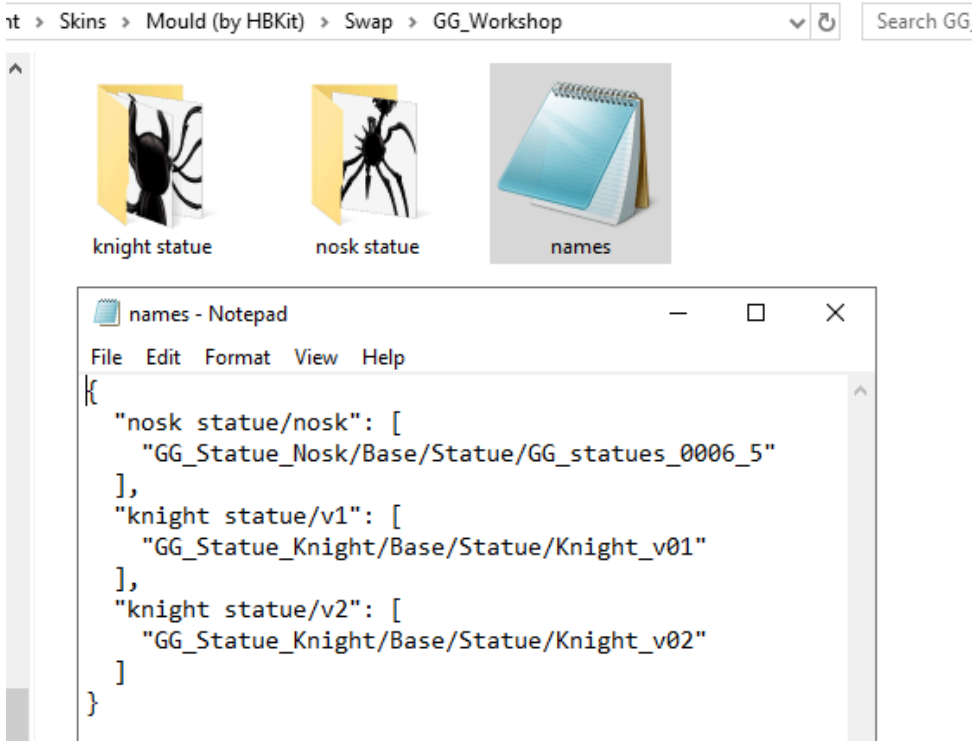 nt > Skins > Mould (by HBKit) > Swap > GG_Workshop
Search GG_
knight statue
nosk statue
names
names - Notepad
File Edit Format View Help
{
  "nosk statue/nosk": [
    "GG_Statue_Nosk/Base/Statue/GG_statues_0006_5"
  ],
  "knight statue/v1": [
    "GG_Statue_Knight/Base/Statue/Knight_v01"
  ],
  "knight statue/v2": [
    "GG_Statue_Knight/Base/Statue/Knight_v02"
  ]
}